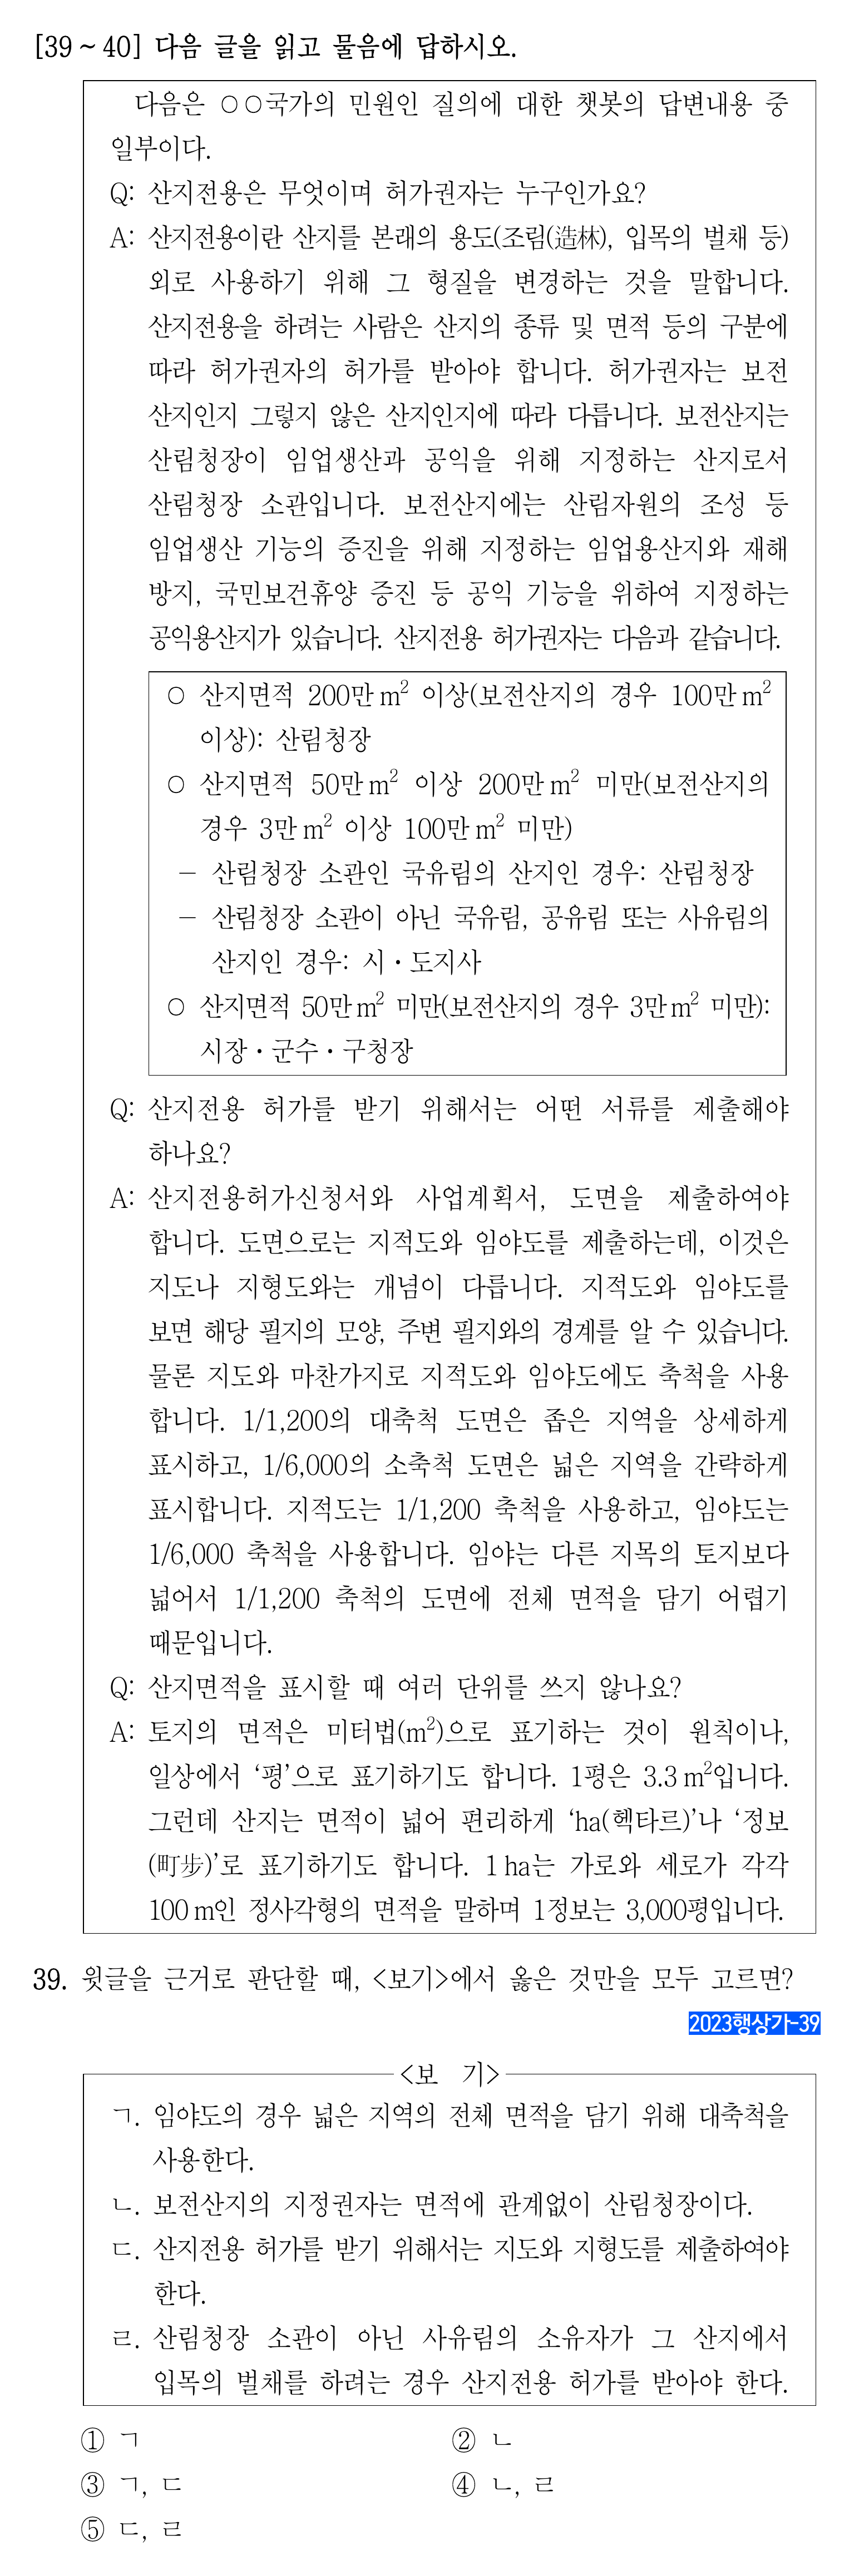 [39~40] 다음 글을 읽고 물음에 답하시오.
다음은 ○○국가의 민원인 질의에 대한 챗봇의 답변내용 중
일부이다.
Q: 산지전용은 무엇이며 허가권자는 누구인가요?
A: 산지전용이란 산지를 본래의 용도(조림(造林), 입목의 벌채 등)
외로 사용하기 위해 그 형질을 변경하는 것을 말합니다.
산지전용을 하려는 사람은 산지의 종류 및 면적 등의 구분에
따라 허가권자의 허가를 받아야 합니다. 허가권자는 보전
산지인지 그렇지 않은 산지인지에 따라 다릅니다. 보전산지는
산림청장이 임업생산과 공익을 위해 지정하는 산지로서
산림청장 소관입니다. 보전산지에는 산림자원의 조성 등
임업생산 기능의 증진을 위해 지정하는 임업용산지와 재해
방지, 국민보건휴양 증진 등 공익 기능을 위하여 지정하는
공익용산지가 있습니다. 산지전용 허가권자는 다음과 같습니다.
○ 산지면적 200만 m² 이상(보전산지의 경우 100만 m²
이상): 산림청장
○ 산지면적 50만 m² 이상 200만 m² 미만(보전산지의
경우 3만 m² 이상 100만 m² 미만)
- 산림청장 소관인 국유림의 산지인 경우: 산림청장
- 산림청장 소관이 아닌 국유림, 공유림 또는 사유림의
산지인 경우: 시·도지사
○ 산지면적 50만 m² 미만(보전산지의 경우 3만 m² 미만):
시장·군수·구청장
Q: 산지전용 허가를 받기 위해서는 어떤 서류를 제출해야
하나요?
A: 산지전용허가신청서와 사업계획서, 도면을 제출하여야
합니다. 도면으로는 지적도와 임야도를 제출하는데, 이것은
지도나 지형도와는 개념이 다릅니다. 지적도와 임야도를
보면 해당 필지의 모양, 주변 필지와의 경계를 알 수 있습니다.
물론 지도와 마찬가지로 지적도와 임야도에도 축척을 사용
합니다. 1/1,200의 대축척 도면은 좁은 지역을 상세하게
표시하고, 1/6,000의 소축척 도면은 넓은 지역을 간략하게
표시합니다. 지적도는 1/1,200 축척을 사용하고, 임야도는
1/6,000 축척을 사용합니다. 임야는 다른 지목의 토지보다
넓어서 1/1,200 축척의 도면에 전체 면적을 담기 어렵기
때문입니다.
Q: 산지면적을 표시할 때 여러 단위를 쓰지 않나요?
A: 토지의 면적은 미터법(m²)으로 표기하는 것이 원칙이나,
일상에서 ‘평’으로 표기하기도 합니다. 1평은 3.3 m²입니다.
그런데 산지는 면적이 넓어 편리하게 ‘ha(헥타르)’나 ‘정보
(町步)’로 표기하기도 합니다. 1 ha는 가로와 세로가 각각
100 m인 정사각형의 면적을 말하며 1정보는 3,000평입니다.
39. 윗글을 근거로 판단할 때, <보기>에서 옳은 것만을 모두 고르면?
2023행상가-39
<보 기>
ㄱ. 임야도의 경우 넓은 지역의 전체 면적을 담기 위해 대축척을
사용한다.
ㄴ. 보전산지의 지정권자는 면적에 관계없이 산림청장이다.
ㄷ. 산지전용 허가를 받기 위해서는 지도와 지형도를 제출하여야
한다.
ㄹ. 산림청장 소관이 아닌 사유림의 소유자가 그 산지에서
입목의 벌채를 하려는 경우 산지전용 허가를 받아야 한다.
① ㄱ ② ㄴ
③ ㄱ, ㄷ ④ ㄴ, ㄹ
⑤ ㄷ, ㄹ